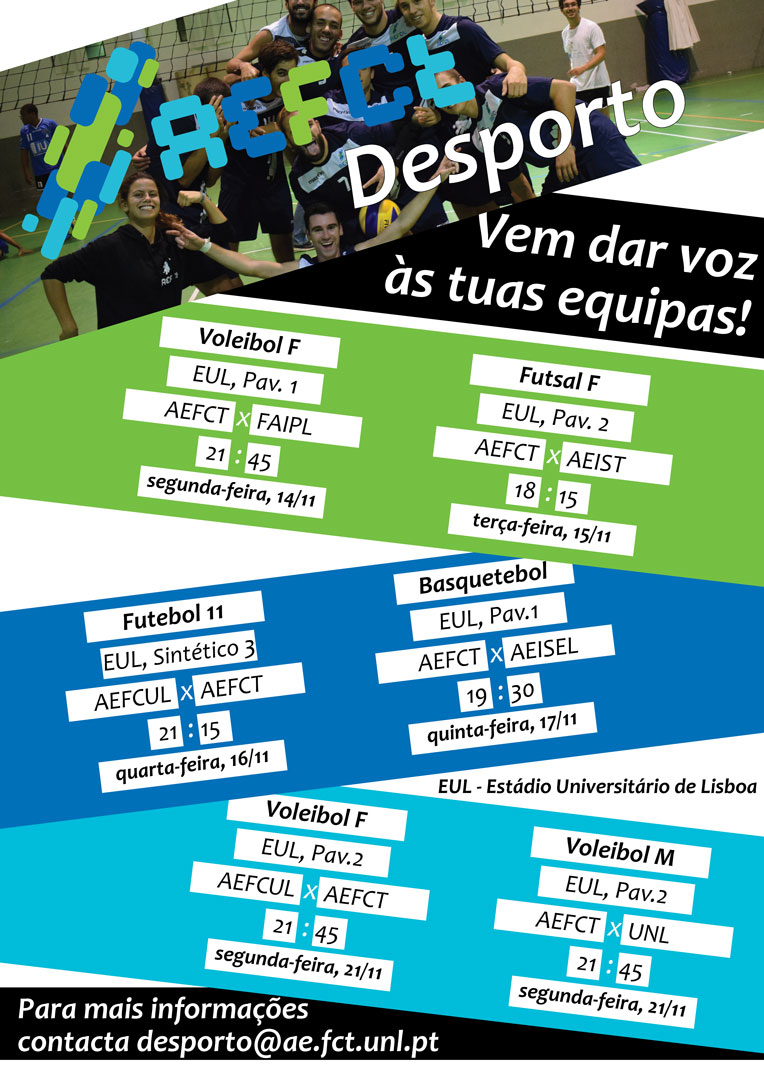 AEFCT
Desporto
Vem dar voz
às tuas equipas!
Voleibol F
EUL, Pav. 1
AEFCT x FAIPL
21 : 45
segunda-feira, 14/11
Futsal F
EUL, Pav. 2
AEFCT x AEIST
18 : 15
terça-feira, 15/11
Futebol 11
EUL, Sintético 3
AEFCUL x AEFCT
21 : 15
quarta-feira, 16/11
Basquetebol
EUL, Pav.1
AEFCT x AEISEL
19 : 30
quinta-feira, 17/11
EUL - Estádio Universitário de Lisboa
Voleibol F
EUL, Pav.2
AEFCUL x AEFCT
21 : 45
segunda-feira, 21/11
Voleibol M
EUL, Pav.2
AEFCT x UNL
21 : 45
segunda-feira, 21/11
Para mais informações
contacta desporto@ae.fct.unl.pt